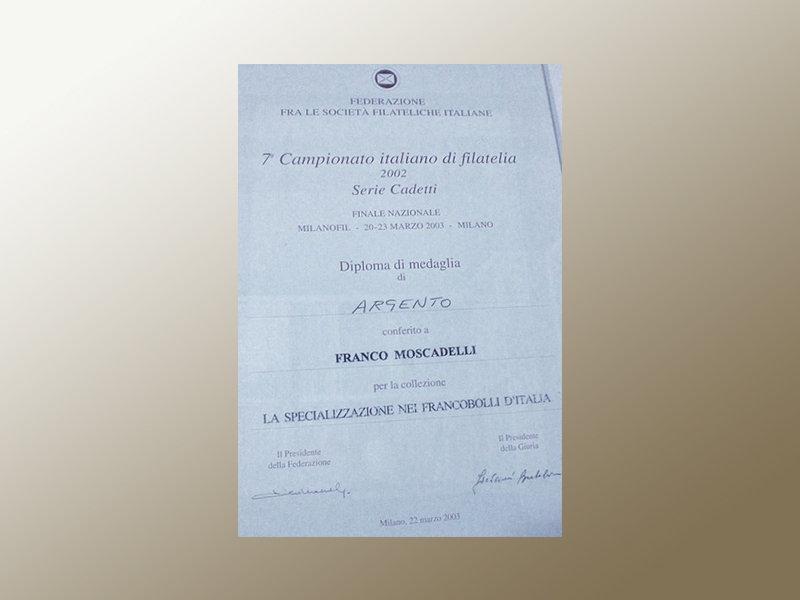 FEDERAZIONE
FRA LE SOCIETÀ FILATELICHE ITALIANE
7° Campionato italiano di filatelia
2002
Serie Cadetti
FINALE NAZIONALE
MILANOFIL - 20-23 MARZO 2003 - MILANO
Diploma di medaglia
di
ARGENTO
conferito a
FRANCO MOSCADELLI
per la collezione
LA SPECIALIZZAZIONE NEI FRANCOBOLLI D'ITALIA
Il Presidente
della Federazione
Il Presidente
della Giuria
Milano, 22 marzo 2003